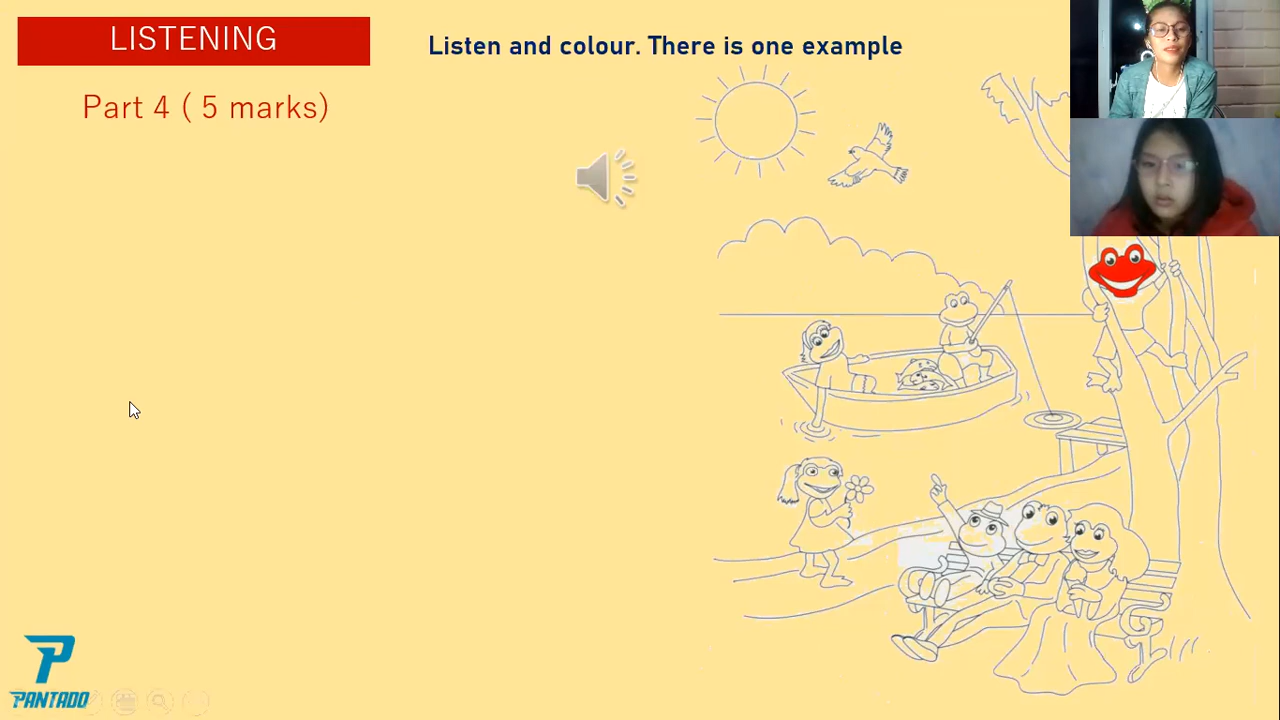 LISTENING
Listen and colour. There is one example
Part 4 ( 5 marks)
PANTADO